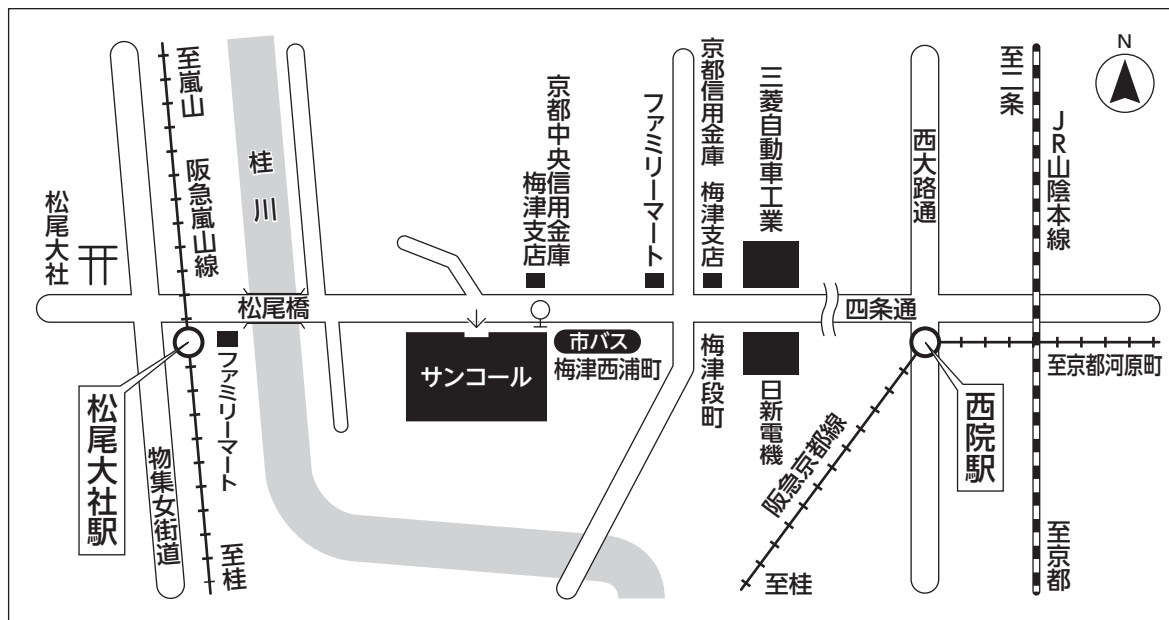 至嵐山
阪急嵐山線
桂川
松尾大社
松尾橋
京都中央信用金庫
梅津支店
ファミリーマート
京都信用金庫 梅津支店
三菱自動車工業
西大路通
至二条
JR山陰本線
N
四条通
サンコール
市バス
梅津西浦町
梅津段町
日新電機
至京都河原町
西院駅
阪急京都線
至桂
至京都
松尾大社駅
ファミリーマート
物集女街道
至桂